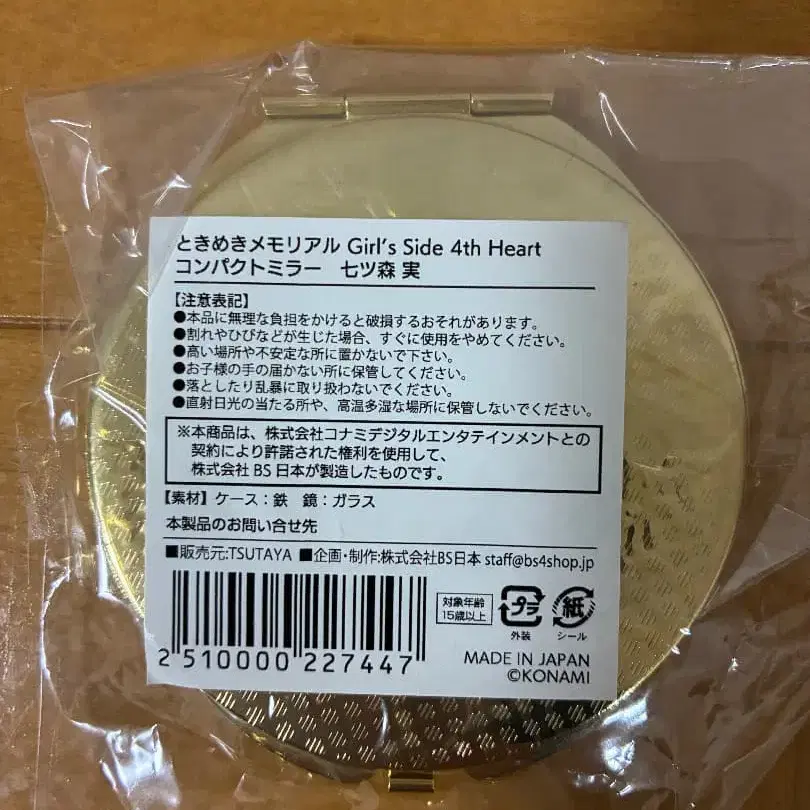 ときめきメモリアル Girl's Side 4th Heart
コンパクトミラー　七ツ森 実
【注意表記】
●本品に無理な負担をかけると破損するおそれがあります。
●割れやひびなどが生じた場合、すぐに使用をやめてください。
●高い場所や不安定な所に置かないで下さい。
●お子様の手の届かない所に保管してください。
●落としたり乱暴に取り扱わないでください。
●直射日光の当たる所や、高温多湿な場所に保管しないでください。
※本商品は、株式会社コナミデジタルエンタテインメントとの
契約により許諾された権利を使用して、
株式会社 BS 日本が製造したものです。
【素材】ケース：鉄　鏡：ガラス
本製品のお問い合せ先
■販売元:TSUTAYA ■企画・制作:株式会社BS日本 staff@bs4shop.jp
対象年齢
15歳以上
プラ
外装
紙
シール
2 510000 227447
MADE IN JAPAN
©KONAMI